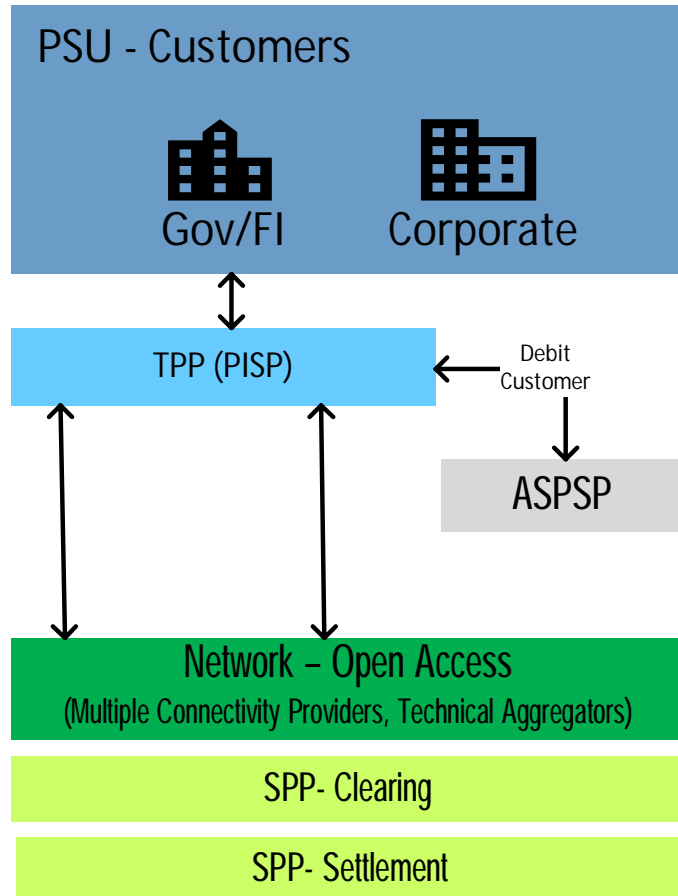 PSU - Customers
Gov/FI
Corporate
TPP (PISP)
Debit
Customer
ASPSP
Network – Open Access
(Multiple Connectivity Providers, Technical Aggregators)
SPP- Clearing
SPP- Settlement